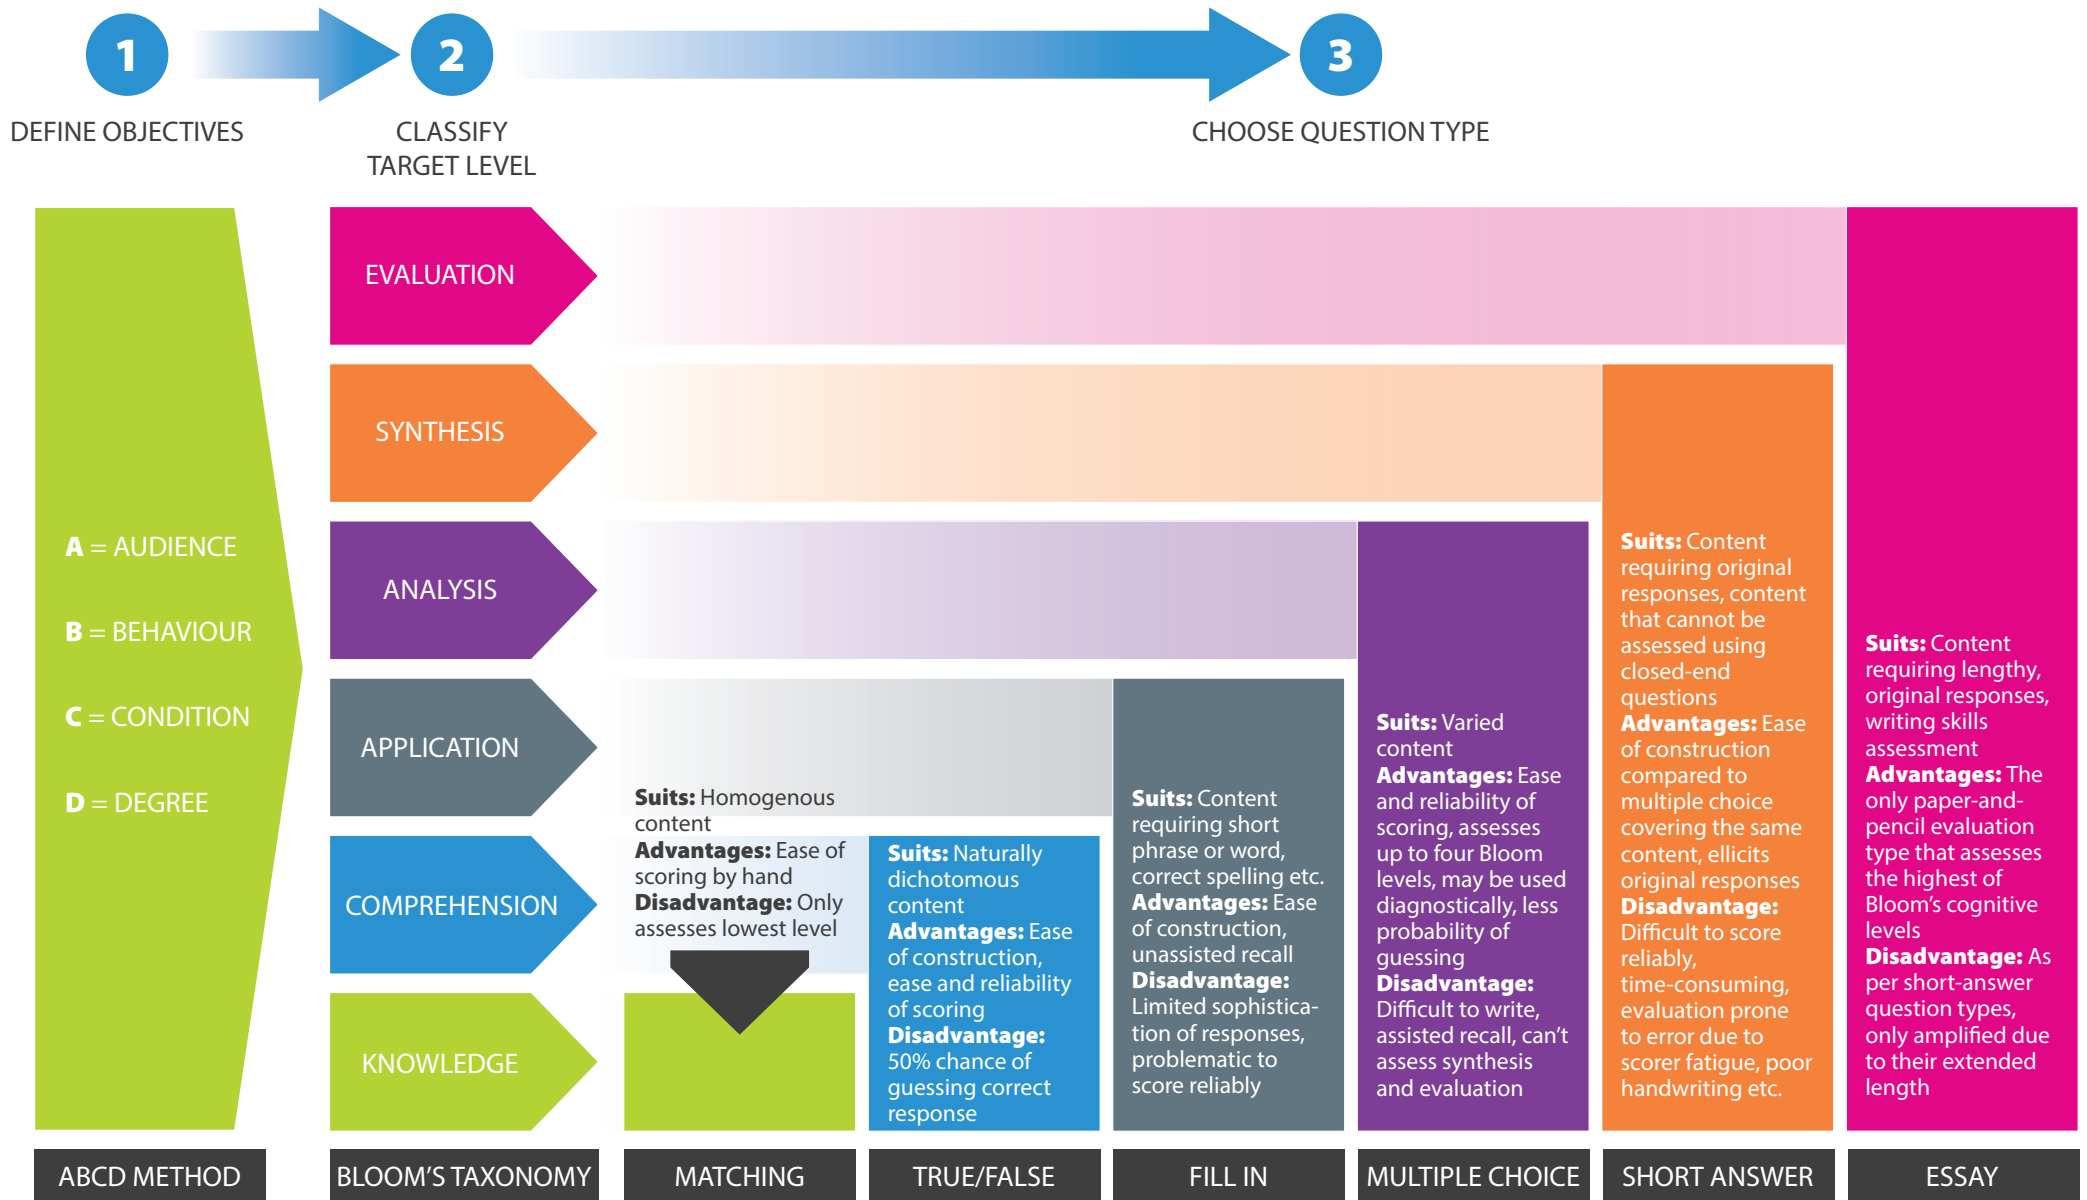 1
2
3
DEFINE OBJECTIVES
CLASSIFY
TARGET LEVEL
CHOOSE QUESTION TYPE
A = AUDIENCE
B = BEHAVIOUR
C = CONDITION
D = DEGREE
EVALUATION
SYNTHESIS
ANALYSIS
APPLICATION
COMPREHENSION
KNOWLEDGE
Suits: Homogenous
content
Advantages: Ease of
scoring by hand
Disadvantage: Only
assesses lowest level
Suits: Naturally
dichotomous
content
Advantages: Ease
of construction,
ease and reliability
of scoring
Disadvantage:
50% chance of
guessing correct
response
Suits: Content
requiring short
phrase or word,
correct spelling etc.
Advantages: Ease
of construction,
unassisted recall
Disadvantage:
Limited sophistica-
tion of responses,
problematic to
score reliably
Suits: Varied
content
Advantages: Ease
and reliability of
scoring, assesses
up to four Bloom
levels, may be used
diagnostically, less
probability of
guessing
Disadvantage:
Difficult to write,
assisted recall, can't
assess synthesis
and evaluation
Suits: Content
requiring original
responses, content
that cannot be
assessed using
closed-end
questions
Advantages: Ease
of construction
compared to
multiple choice
covering the same
content, ellicits
original responses
Disadvantage:
Difficult to score
reliably,
time-consuming,
evaluation prone
to error due to
scorer fatigue, poor
handwriting etc.
Suits: Content
requiring lengthy,
original responses,
writing skills
assessment
Advantages: The
only paper-and-
pencil evaluation
type that assesses
the highest of
Bloom's cognitive
levels
Disadvantage: As
per short-answer
question types,
only amplified due
to their extended
length
ABCD METHOD
BLOOM'S TAXONOMY
MATCHING
TRUE/FALSE
FILL IN
MULTIPLE CHOICE
SHORT ANSWER
ESSAY